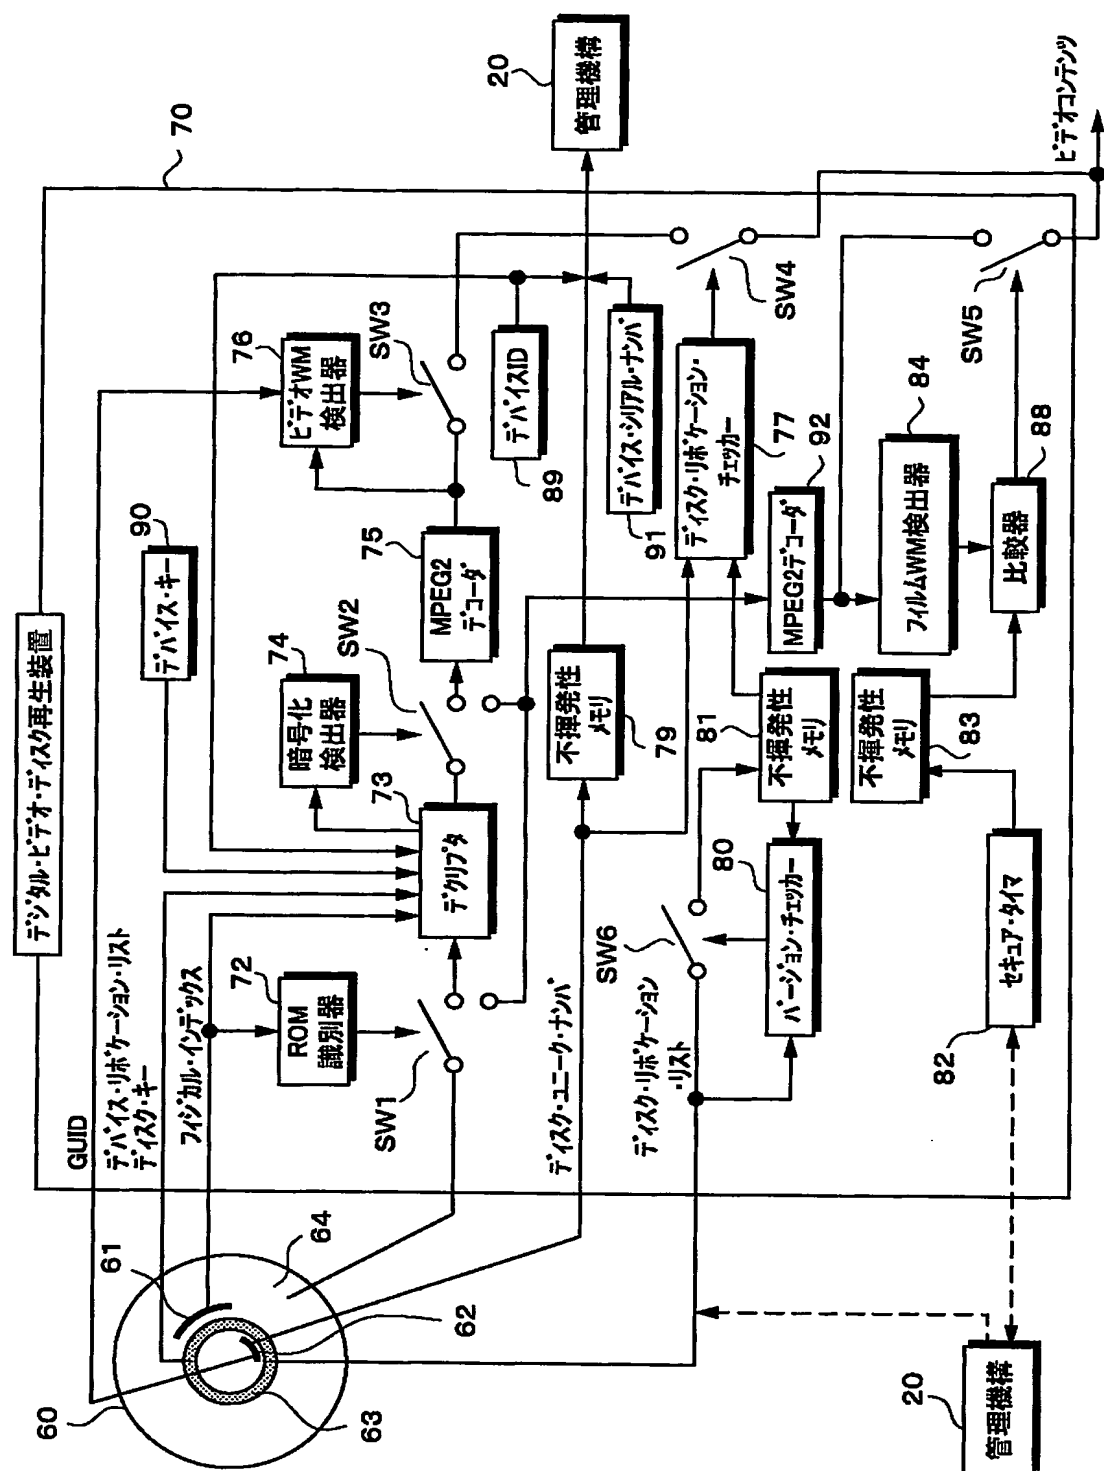 デジタル・ビデオ・ディスク再生装置
70
GUID
デバイス・リボケーション・リスト
ディスク・キー
フィジカル・インデックス
90
デバイス・キー
72
ROM
識別器
SW1
73
デクリプタ
74
暗号化
検出器
SW2
75
MPEG2
デコーダ
76
ビデオWM
検出器
SW3
デバイスID
89
20
管理機構
60
61
62
63
64
ディスク・ユニーク・ナンバ
不揮発性
メモリ
79
デバイス・シリアル・ナンバ
91
ディスク・リボケーション・
チェッカー
77
SW4
ディスク・リボケーション
・リスト
SW6
80
バージョン・チェッカー
81
不揮発性
メモリ
MPEG2デコーダ
92
82
セキュア・タイマ
不揮発性
メモリ
83
フィルムWM検出器
84
比較器
88
SW5
ビデオコンテンツ
20
管理機構